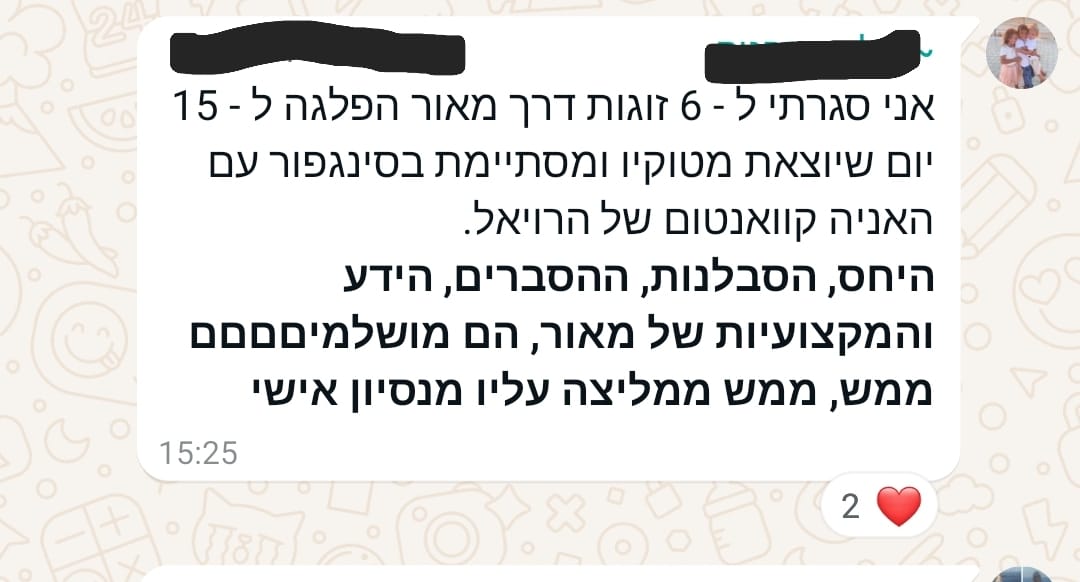 אני סגרתי ל - 6 זוגות דרך מאור הפלגה ל - 15
יום שיוצאת מטוקיו ומסתיימת בסינגפור עם
האניה קוואנטום של הרויאל.
היחס, הסבלנות, ההסברים, הידע
והמקצועיות של מאור, הם מושלמיםםםםם
ממש, ממש ממליצה עליו מנסיון אישי
15:25
2